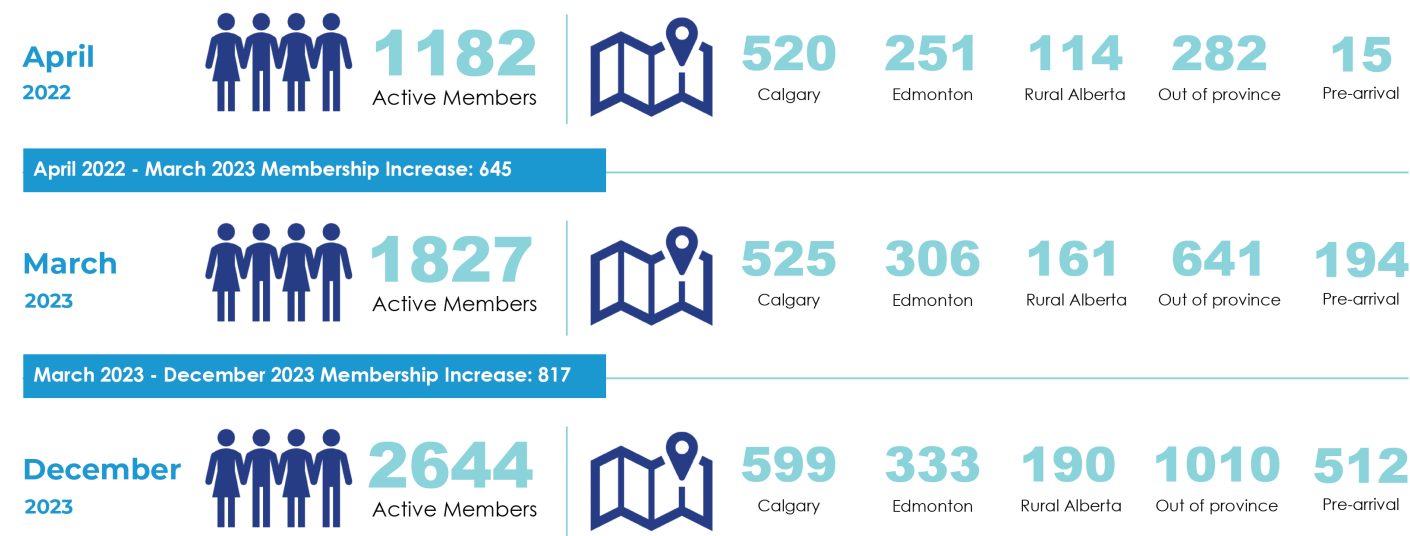 April
2022
1182
Active Members
520 251 114 282 15
Calgary Edmonton Rural Alberta Out of province Pre-arrival
April 2022 - March 2023 Membership Increase: 645
March
2023
1827
Active Members
525 306 161 641 194
Calgary Edmonton Rural Alberta Out of province Pre-arrival
March 2023 - December 2023 Membership Increase: 817
December
2023
2644
Active Members
599 333 190 1010 512
Calgary Edmonton Rural Alberta Out of province Pre-arrival